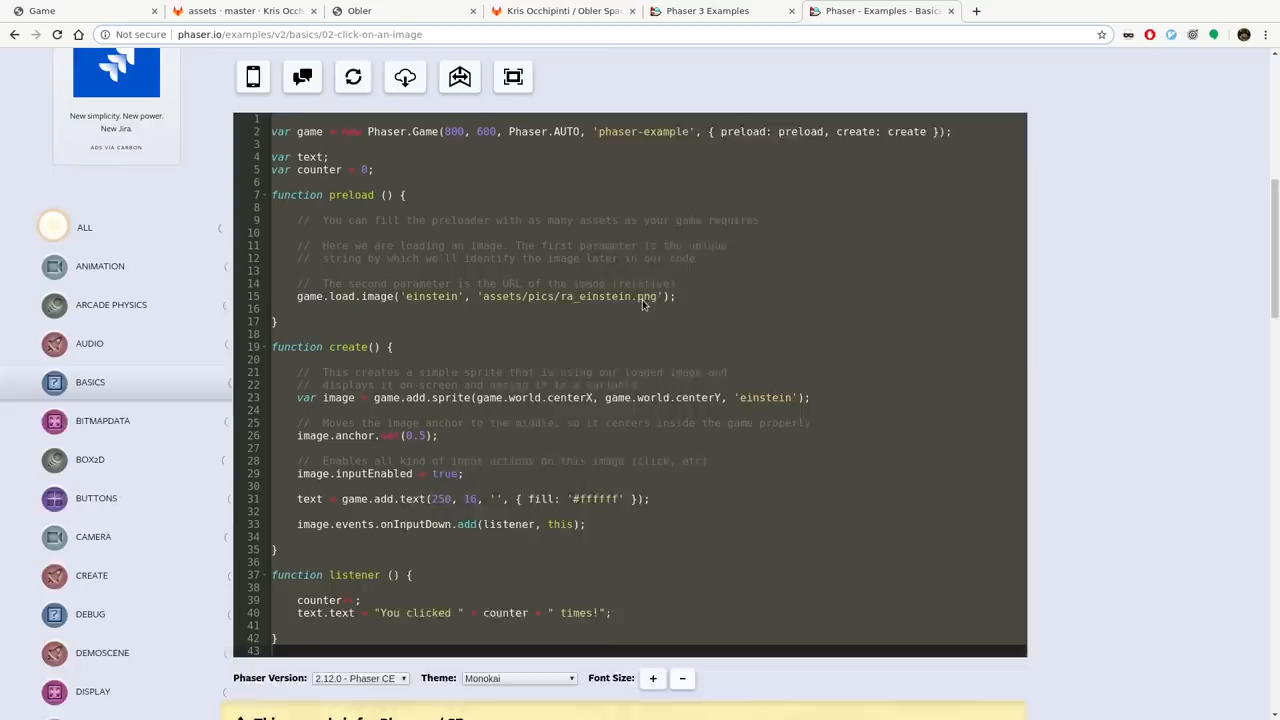 Game
assets · master · Kris Occh
Obler
Kris Occhipinti / Obler Spa
Phaser 3 Examples
Phaser - Examples - Basics
Not secure
phaser.io/examples/v2/basics/02-click-on-an-image
New simplicity. New power.
New Jira.
ADS VIA CARBON
ALL
ANIMATION
ARCADE PHYSICS
AUDIO
BASICS
BITMAPDATA
BOX2D
BUTTONS
CAMERA
CREATE
DEBUG
DEMOSCENE
DISPLAY
1
2 var game = new Phaser.Game(800, 600, Phaser.AUTO, 'phaser-example', { preload: preload, create: create });
3
4 var text;
5 var counter = 0;
6
7 function preload () {
8
9 // You can fill the preloader with as many assets as your game requires
10
11 // Here we are loading an image. The first parameter is the unique
12 // string by which we'll identify the image later in our code
13
14 // The second parameter is the URL of the image (relative)
15 game.load.image('einstein', 'assets/pics/ra_einstein.png');
16
17 }
18
19 function create() {
20
21 // This creates a simple sprite that is using our loaded image and
22 // displays it on-screen and assign it to a variable
23 var image = game.add.sprite(game.world.centerX, game.world.centerY, 'einstein');
24
25 // Moves the image anchor to the middle, so it centers inside the game properly
26 image.anchor.set(0.5);
27
28 // Enables all kind of input actions on this image (click, etc)
29 image.inputEnabled = true;
30
31 text = game.add.text(250, 16, '', { fill: '#ffffff' });
32
33 image.events.onInputDown.add(listener, this);
34
35 }
36
37 function listener () {
38
39 counter++;
40 text.text = "You clicked " + counter + " times!";
41
42 }
43
Phaser Version: 2.12.0 - Phaser CE Theme: Monokai Font Size: + -